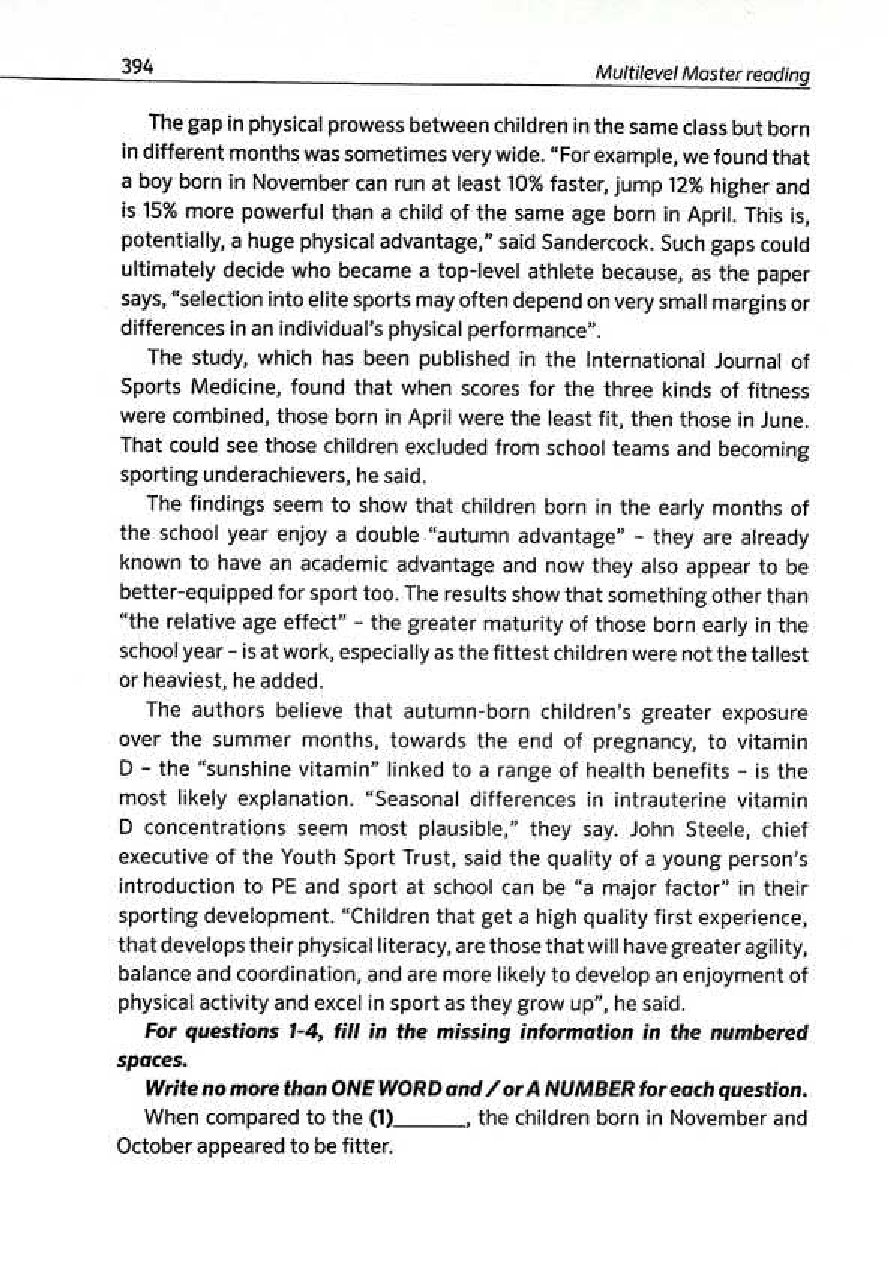 394
Multilevel Master reading
The gap in physical prowess between children in the same class but born
in different months was sometimes very wide. "For example, we found that
a boy born in November can run at least 10% faster, jump 12% higher and
is 15% more powerful than a child of the same age born in April. This is,
potentially, a huge physical advantage," said Sandercock. Such gaps could
ultimately decide who became a top-level athlete because, as the paper
says, "selection into elite sports may often depend on very small margins or
differences in an individual's physical performance".
The study, which has been published in the International Journal of
Sports Medicine, found that when scores for the three kinds of fitness
were combined, those born in April were the least fit, then those in June.
That could see those children excluded from school teams and becoming
sporting underachievers, he said.
The findings seem to show that children born in the early months of
the school year enjoy a double "autumn advantage" - they are already
known to have an academic advantage and now they also appear to be
better-equipped for sport too. The results show that something other than
"the relative age effect" - the greater maturity of those born early in the
school year - is at work, especially as the fittest children were not the tallest
or heaviest, he added.
The authors believe that autumn-born children's greater exposure
over the summer months, towards the end of pregnancy, to vitamin
D - the "sunshine vitamin" linked to a range of health benefits - is the
most likely explanation. "Seasonal differences in intrauterine vitamin
D concentrations seem most plausible," they say. John Steele, chief
executive of the Youth Sport Trust, said the quality of a young person's
introduction to PE and sport at school can be "a major factor" in their
sporting development. "Children that get a high quality first experience,
that develops their physical literacy, are those that will have greater agility,
balance and coordination, and are more likely to develop an enjoyment of
physical activity and excel in sport as they grow up", he said.
For questions 1-4, fill in the missing information in the numbered
spaces.
Write no more than ONE WORD and / or A NUMBER for each question.
When compared to the (1)______, the children born in November and
October appeared to be fitter.